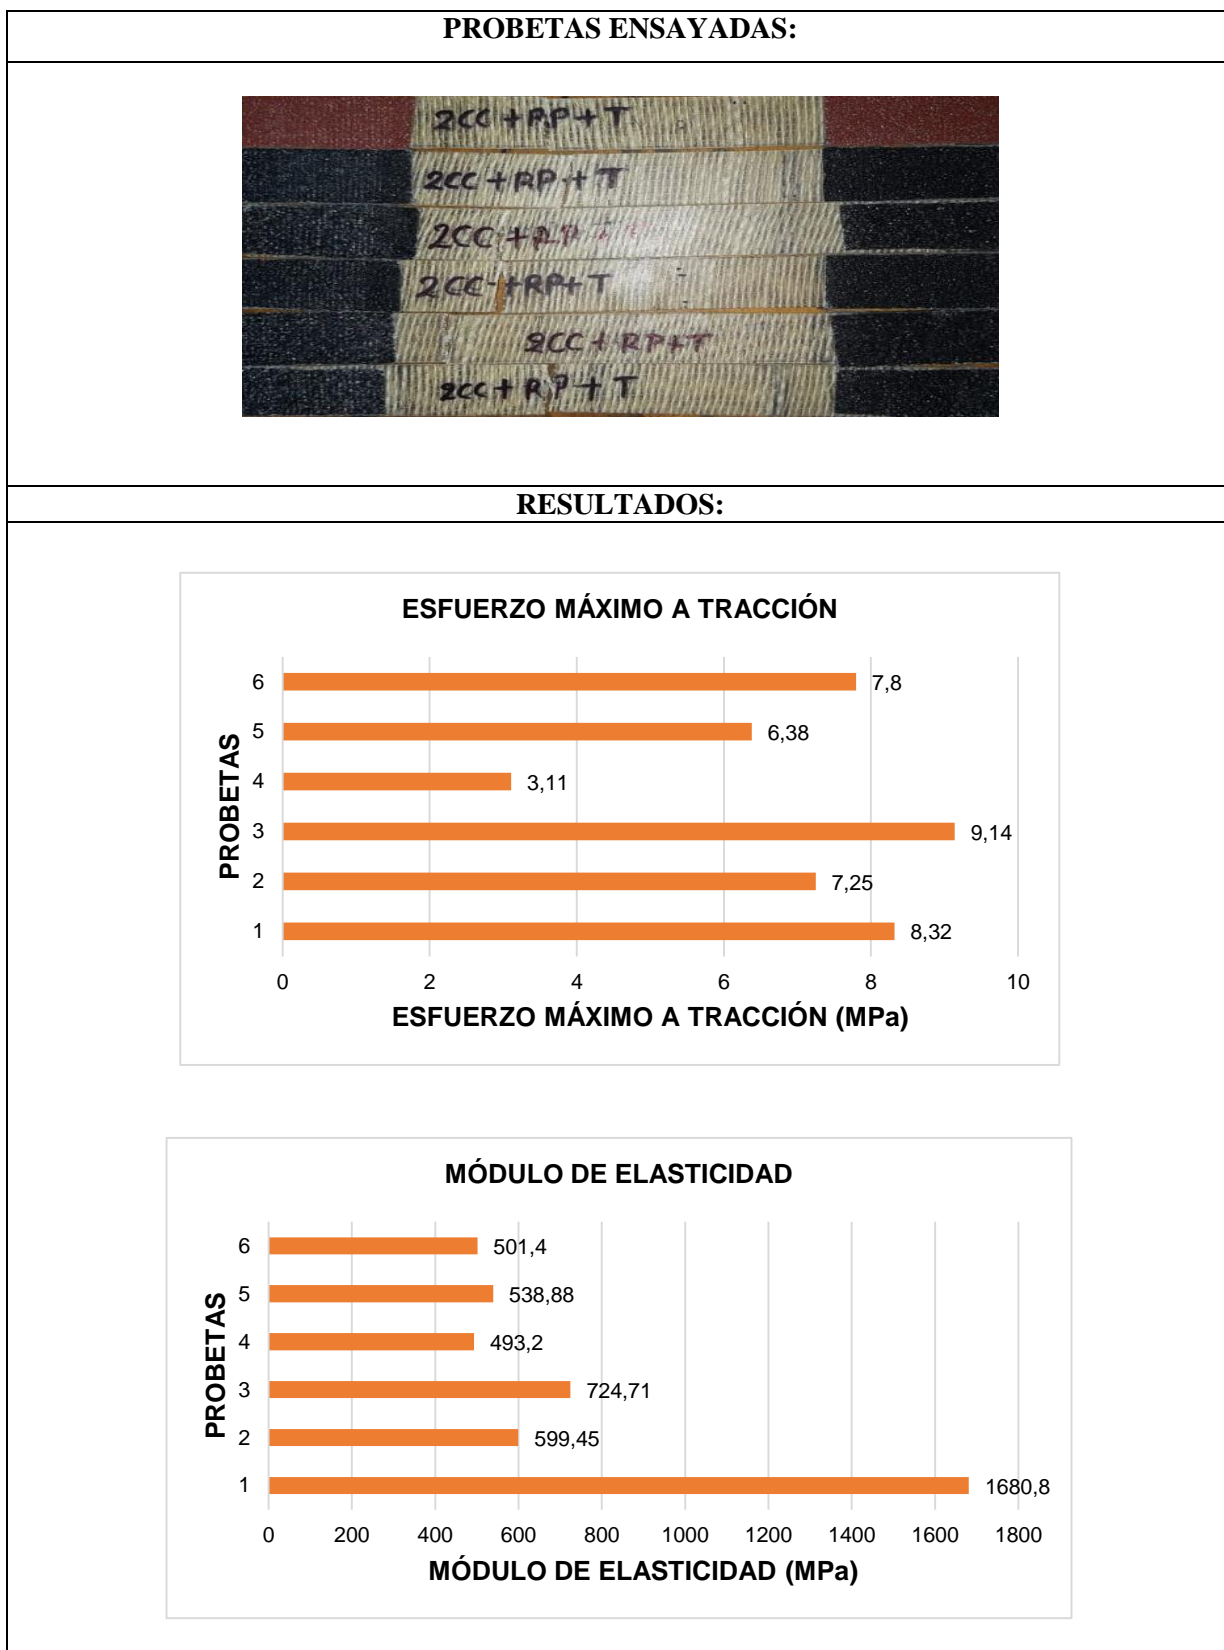 PROBETAS ENSAYADAS:
2CC + RP + T
2CC + RP + T
2CC + RP + T
2CC + RP + T
2CC + RP + T
2CC + RP + T
RESULTADOS:
ESFUERZO MÁXIMO A TRACCIÓN
PROBETAS
6 7,8
5 6,38
4 3,11
3 9,14
2 7,25
1 8,32
0 2 4 6 8 10
ESFUERZO MÁXIMO A TRACCIÓN (MPa)
MÓDULO DE ELASTICIDAD
PROBETAS
6 501,4
5 538,88
4 493,2
3 724,71
2 599,45
1 1680,8
0 200 400 600 800 1000 1200 1400 1600 1800
MÓDULO DE ELASTICIDAD (MPa)